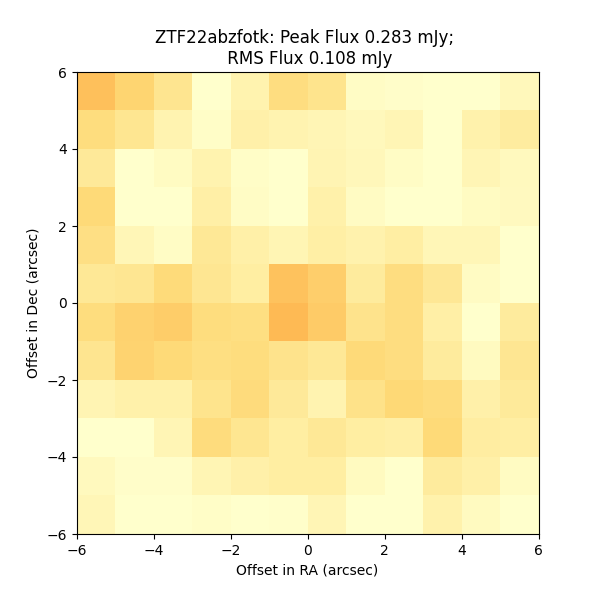 ZTF22abzfotk: Peak Flux 0.283 mJy;
RMS Flux 0.108 mJy
6
4
2
0
−2
−4
−6
Offset in Dec (arcsec)
−6 −4 −2 0 2 4 6
Offset in RA (arcsec)